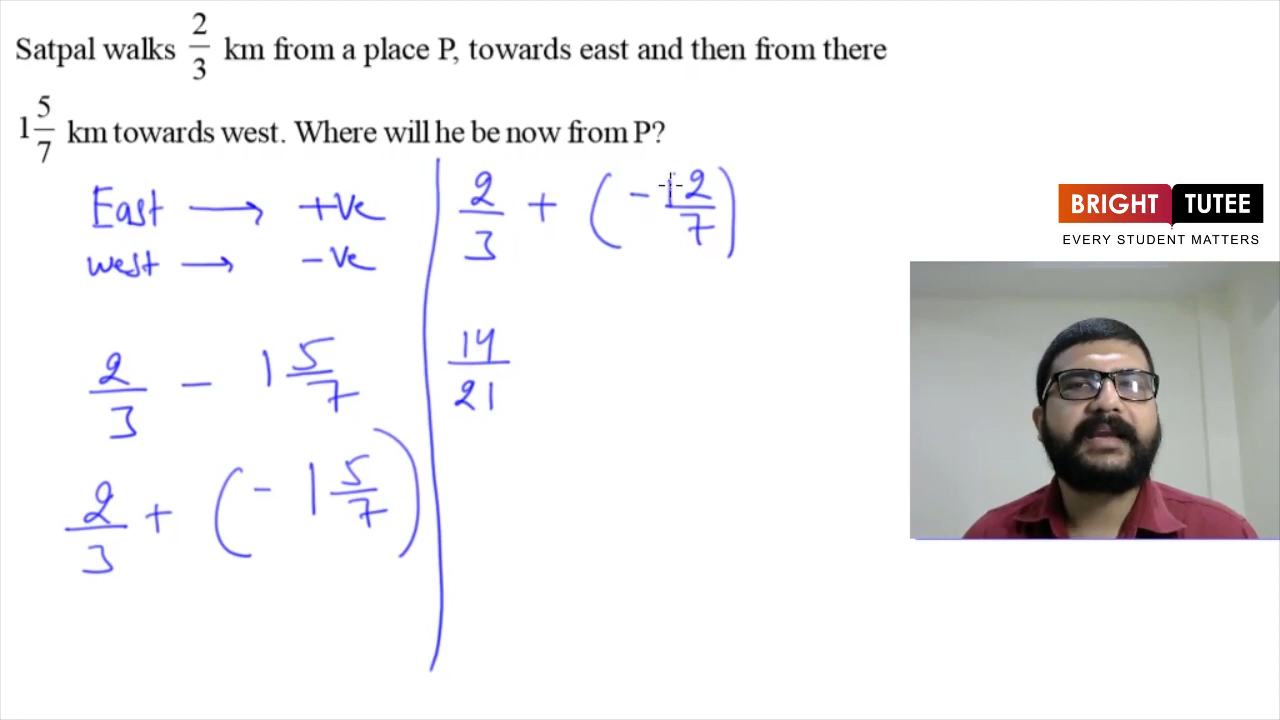 Satpal walks 2/3 km from a place P, towards east and then from there
1 5/7 km towards west. Where will he be now from P?
East → +ve
west → -ve
2/3 - 1 5/7
2/3 + (- 1 5/7)
2/3 + (-12/7)
14/21
BRIGHT TUTEE
EVERY STUDENT MATTERS